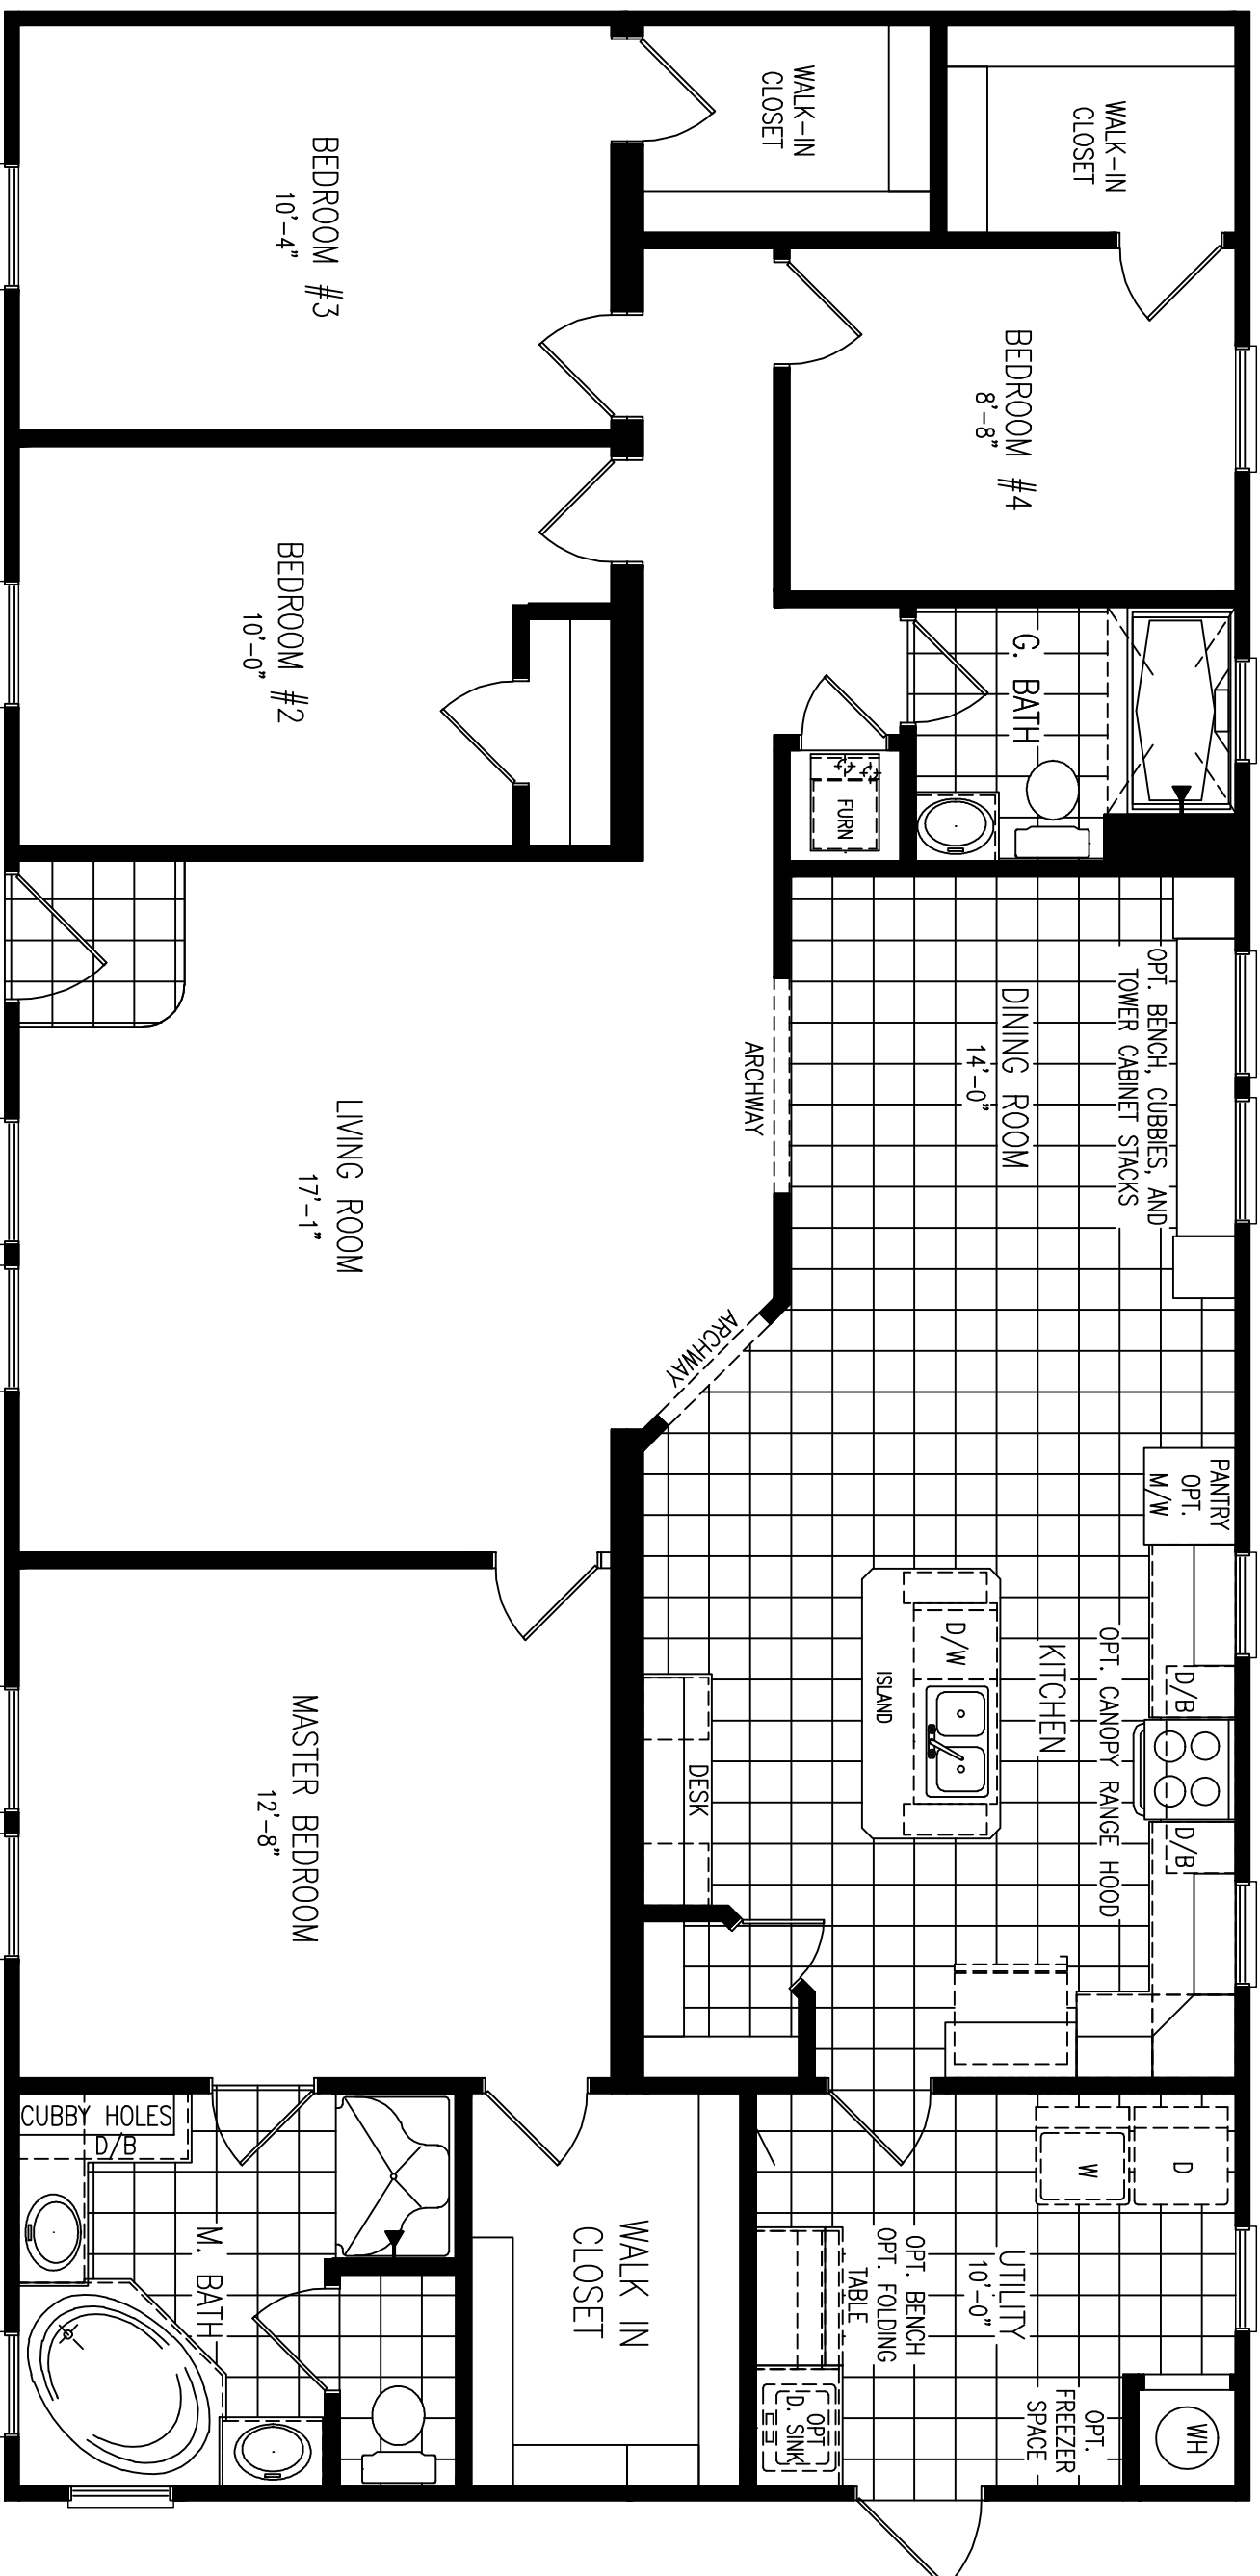 WALK-IN
CLOSET
WALK-IN
CLOSET
BEDROOM #3
10'-4"
BEDROOM #4
8'-8"
BEDROOM #2
10'-0"
G. BATH
FURN
OPT. BENCH, CUBBIES, AND
TOWER CABINET STACKS
DINING ROOM
14'-0"
ARCHWAY
LIVING ROOM
17'-1"
ARCHWAY
PANTRY
OPT.
M/W
KITCHEN
OPT. CANOPY RANGE HOOD
D/B
D/B
D/W
ISLAND
DESK
MASTER BEDROOM
12'-8"
CUBBY HOLES
D/B
M. BATH
WALK IN
CLOSET
D
W
UTILITY
10'-0"
OPT. BENCH
OPT. FOLDING
TABLE
OPT
D. SINK
OPT.
FREEZER
SPACE
WH